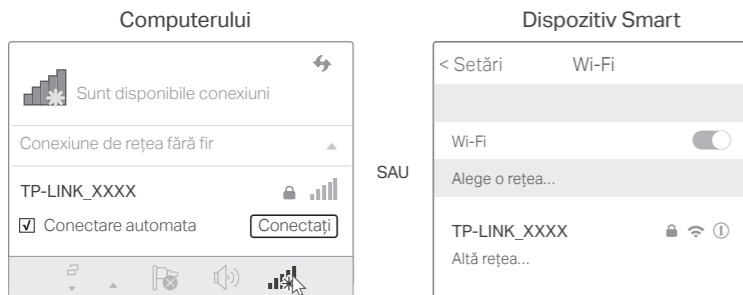 Computerului
Sunt disponibile conexiuni
Conexiune de rețea fără fir
TP-LINK_XXXX
Conectare automata
Conectați
SAU
Dispozitiv Smart
< Setări
Wi-Fi
Wi-Fi
Alege o rețea...
TP-LINK_XXXX
Altă rețea...